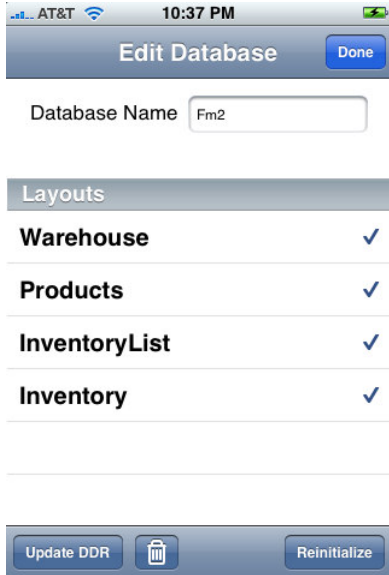 AT&T 10:37 PM
Edit Database Done
Database Name Fm2
Layouts
Warehouse
Products
InventoryList
Inventory
Update DDR Reinitialize